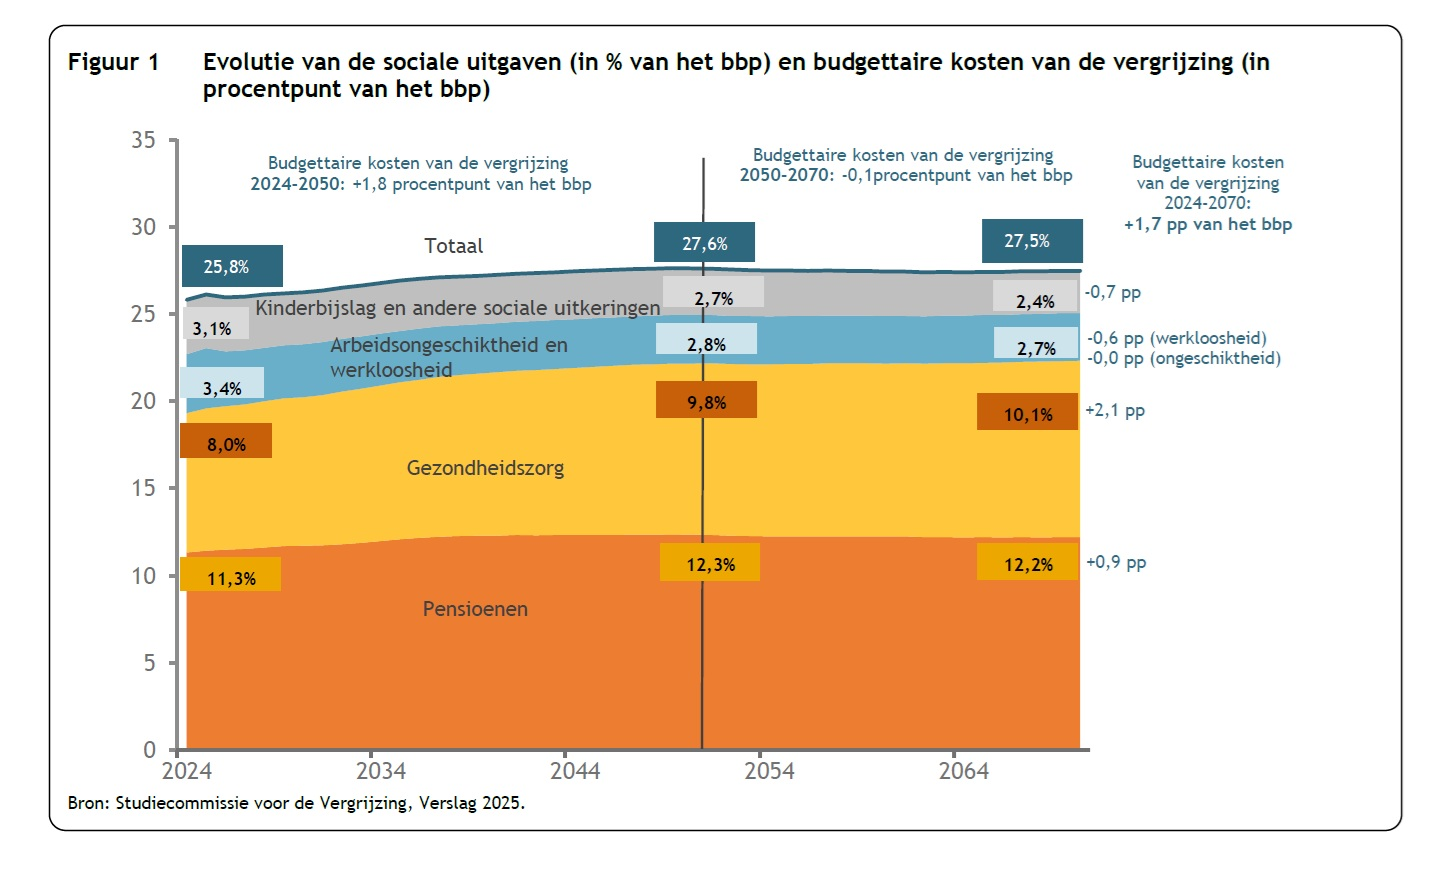 Figuur 1
Evolutie van de sociale uitgaven (in % van het bbp) en budgettaire kosten van de vergrijzing (in
procentpunt van het bbp)
35
30
25
20
15
10
5
0
Budgettaire kosten van de vergrijzing
2024-2050: +1,8 procentpunt van het bbp
Budgettaire kosten van de vergrijzing
2050-2070: -0,1procentpunt van het bbp
Budgettaire kosten
van de vergrijzing
2024-2070:
+1,7 pp van het bbp
25,8%
Totaal
27,6%
27,5%
3,1%
Kinderbijslag en andere sociale uitkeringen
2,7%
2,4%
-0,7 pp
3,4%
Arbeidsongeschiktheid en
werkloosheid
2,8%
2,7%
-0,6 pp (werkloosheid)
-0,0 pp (ongeschiktheid)
8,0%
Gezondheidszorg
9,8%
10,1%
+2,1 pp
11,3%
Pensioenen
12,3%
12,2%
+0,9 pp
2024
2034
2044
2054
2064
Bron: Studiecommissie voor de Vergrijzing, Verslag 2025.